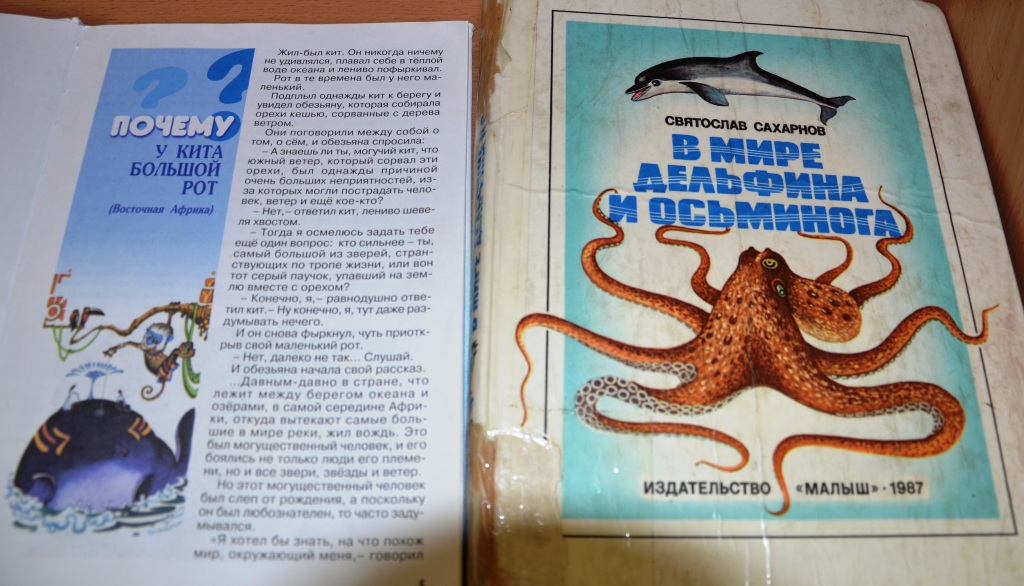 ?
?
ПОЧЕМУ
У КИТА
БОЛЬШОЙ
РОТ
(Восточная Африка)
Жил-был кит. Он никогда ничему
не удивлялся, плавал себе в тёплой
воде океана и лениво пофыркивал.
Рот в те времена был у него ма-
ленький.
Подплыл однажды кит к берегу и
увидел обезьяну, которая собирала
орехи кешью, сорванные с дерева
ветром.
Они поговорили между собой о
том, о сём, и обезьяна спросила:
– А знаешь ли ты, могучий кит, что
южный ветер, который сорвал эти
орехи, был однажды причиной
очень больших неприятностей, из-
за которых могли пострадать чело-
век, ветер и ещё кое-кто?
– Нет,– ответил кит, лениво шеве-
ля хвостом.
– Тогда я осмелюсь задать тебе
ещё один вопрос: кто сильнее – ты,
самый большой из зверей, стран-
ствующих по тропе жизни, или вон
тот серый паучок, упавший на зем-
лю вместе с орехом?
– Конечно, я,– равнодушно отве-
тил кит.– Ну конечно, я, тут даже раз-
думывать нечего.
И он снова фыркнул, чуть приотк-
рыв свой маленький рот.
– Нет, далеко не так... Слушай.
И обезьяна начала свой рассказ.
...Давным-давно в стране, что
лежит между берегом океана и
озёрами, в самой середине Афри-
ки, откуда вытекают самые боль-
шие в мире реки, жил вождь. Это
был могущественный человек, и его
боялись не только люди его племе-
ни, но и все звери, звёзды и ветер.
Но этот могущественный человек
был слеп от рождения, а поскольку
он был любознателен, то часто заду-
мывался.
«Я хотел бы знать, на что похож
мир, окружающий меня,– говорил
СВЯТОСЛАВ САХАРНОВ
В МИРЕ
ДЕЛЬФИНА
И ОСЬМИНОГА
ИЗДАТЕЛЬСТВО «МАЛЫШ» · 1987